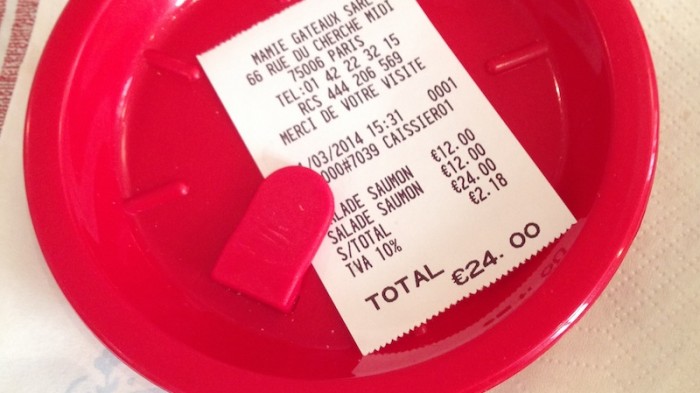 MAMIE GATEAUX SARL
66 RUE DU CHERCHE MIDI
75006 PARIS
TEL:01 42 22 32 15
RCS 444 206 569
MERCI DE VOTRE VISITE
/03/2014 15:31 0001
000#7039 CAISSIER01
LADE SAUMON €12.00
SALADE SAUMON €12.00
S/TOTAL €24.00
TVA 10% €2.18
TOTAL €24.00